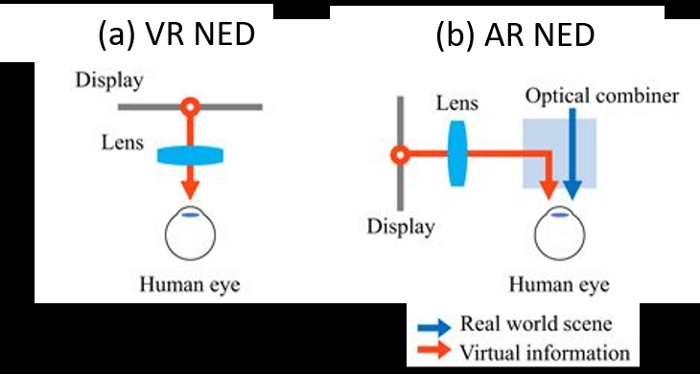 (a) VR NED
Display
Lens
Human eye
(b) AR NED
Lens
Optical combiner
Display
Human eye
Real world scene
Virtual information